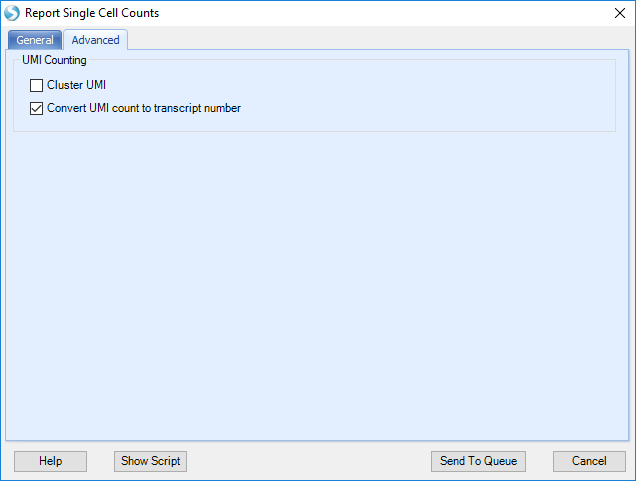 Report Single Cell Counts
General Advanced
UMI Counting
Cluster UMI
Convert UMI count to transcript number
Help Show Script Send To Queue Cancel